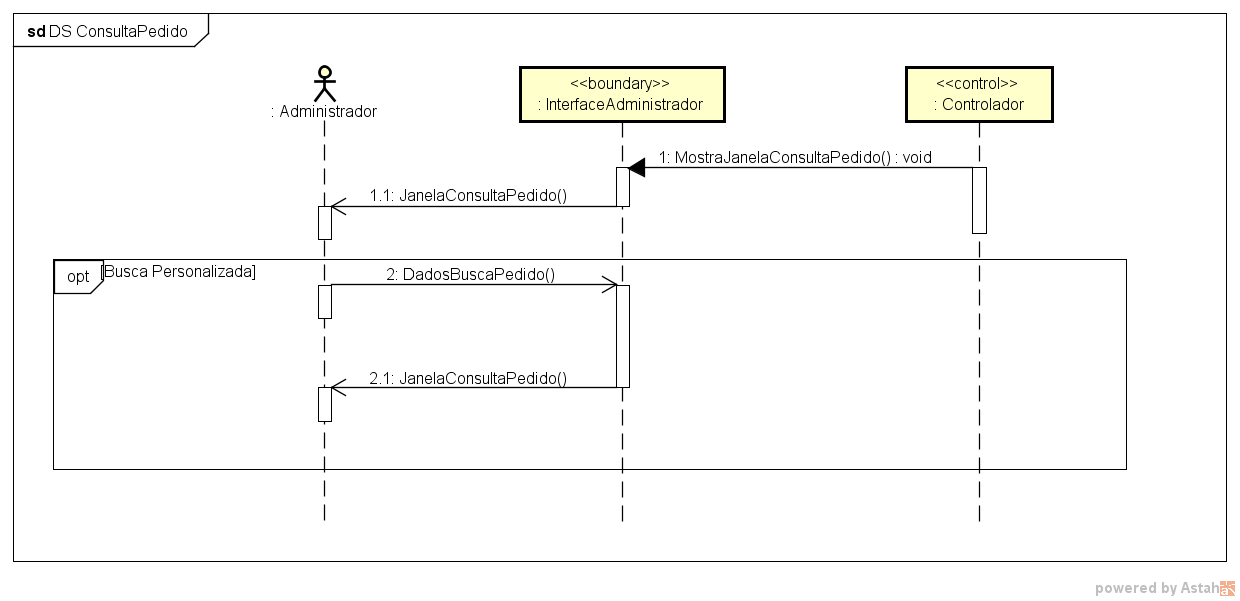 sd DS ConsultaPedido
: Administrador
<<boundary>>
: InterfaceAdministrador
<<control>>
: Controlador
1: MostraJanelaConsultaPedido() : void
1.1: JanelaConsultaPedido()
opt
[Busca Personalizada]
2: DadosBuscaPedido()
2.1: JanelaConsultaPedido()
powered by Astah